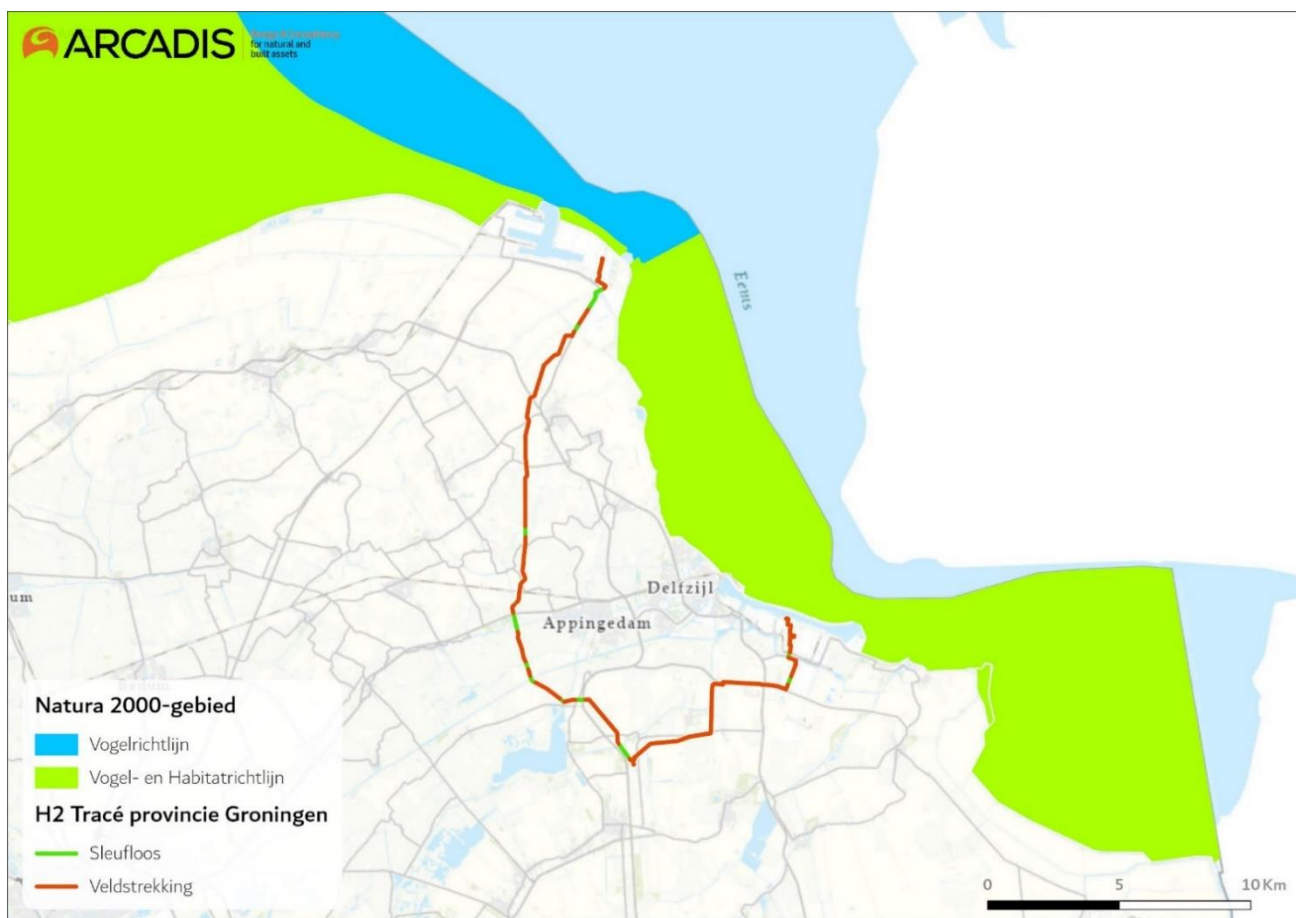 ARCADIS
for natural and
built assets
Eems
Delfzijl
Appingedam
um
Natura 2000-gebied
Vogelrichtlijn
Vogel- en Habitatrichtlijn
H2 Tracé provincie Groningen
Sleufloos
Veldstrekking
0 5 10 Km